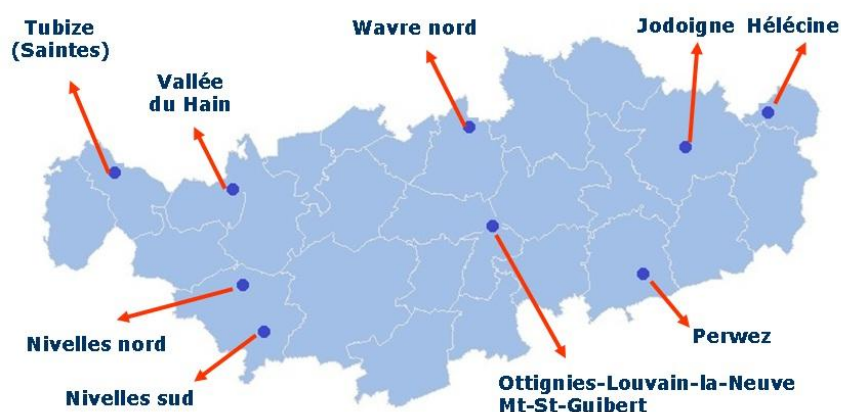 Tubize
(Saintes)
Vallée
du Hain
Wavre nord
Jodoigne
Hélécine
Nivelles nord
Nivelles sud
Perwez
Ottignies-Louvain-la-Neuve
Mt-St-Guibert